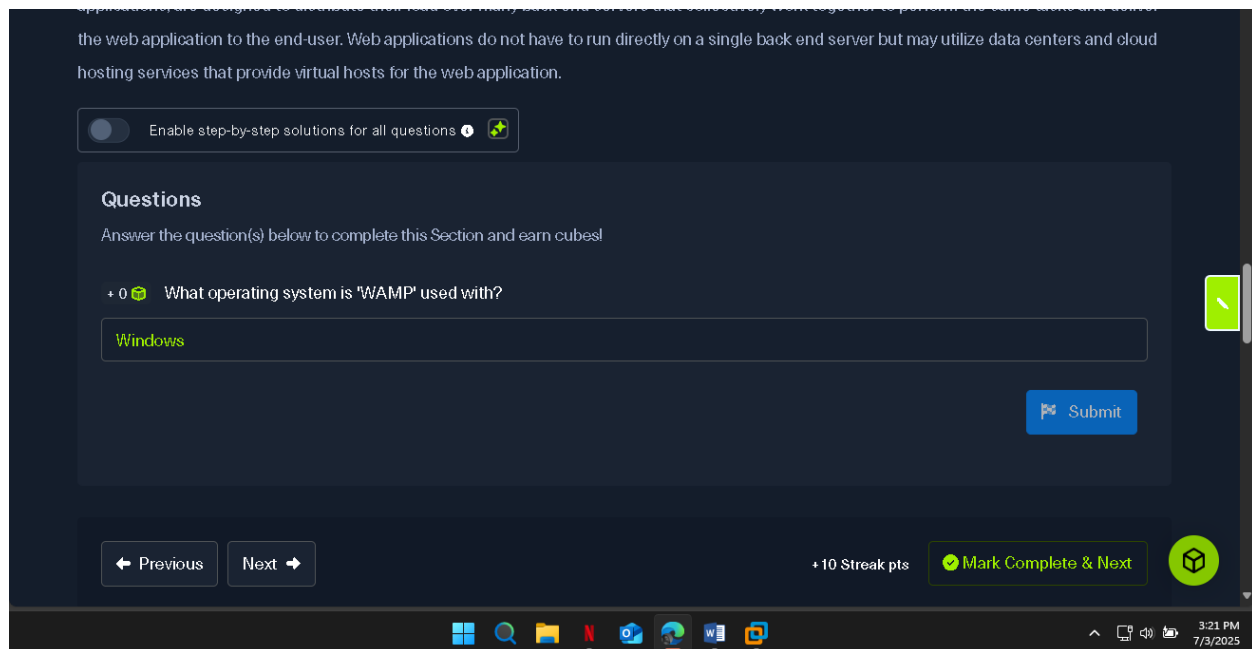 the web application to the end-user. Web applications do not have to run directly on a single back end server but may utilize data centers and cloud
hosting services that provide virtual hosts for the web application.
Enable step-by-step solutions for all questions
Questions
Answer the question(s) below to complete this Section and earn cubes!
+ 0 What operating system is 'WAMP' used with?
Windows
Submit
Previous Next +10 Streak pts Mark Complete & Next
3:21 PM
7/3/2025